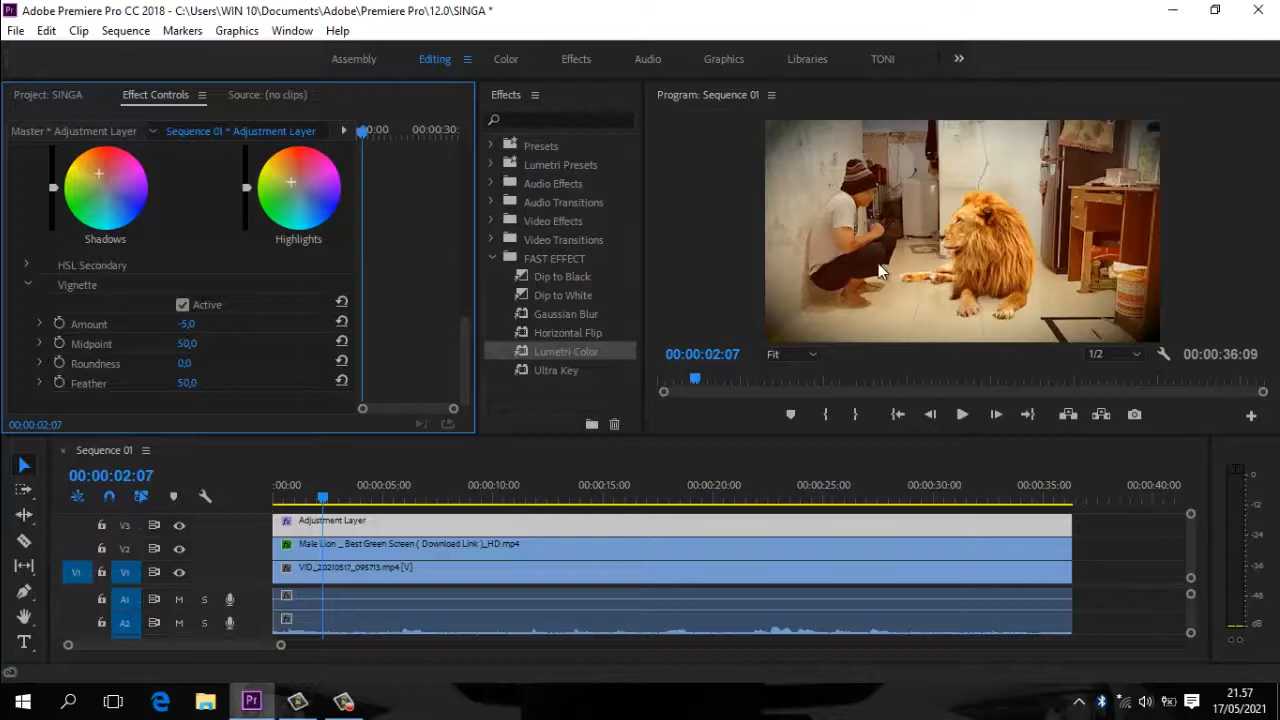 Adobe Premiere Pro CC 2018 - C:\Users\WIN 10\Documents\Adobe\Premiere Pro\12.0\SINGA *
File Edit Clip Sequence Markers Graphics Window Help
Assembly Editing Color Effects Audio Graphics Libraries TONI
Project: SINGA Effect Controls Source: (no clips)
Master * Adjustment Layer Sequence 01 * Adjustment Layer :00:00 00:00:30:
Shadows Highlights
HSL Secondary
Vignette
Active
Amount -5,0
Midpoint 50,0
Roundness 0,0
Feather 50,0
00:00:02:07
Effects
Presets
Lumetri Presets
Audio Effects
Audio Transitions
Video Effects
Video Transitions
FAST EFFECT
Dip to Black
Dip to White
Gaussian Blur
Horizontal Flip
Lumetri Color
Ultra Key
Program: Sequence 01
00:00:02:07 Fit 1/2 00:00:36:09
Sequence 01
00:00:02:07
:00:00 00:00:05:00 00:00:10:00 00:00:15:00 00:00:20:00 00:00:25:00 00:00:30:00 00:00:35:00 00:00:40:00
V3 Adjustment Layer
V2 Male Lion _ Best Green Screen ( Download Link )_HD.mp4
V1 V1 VID_20210517_095713.mp4 [V]
A1 M S
A2 M S
0
-12
-24
-36
-48
dB
21.57
17/05/2021